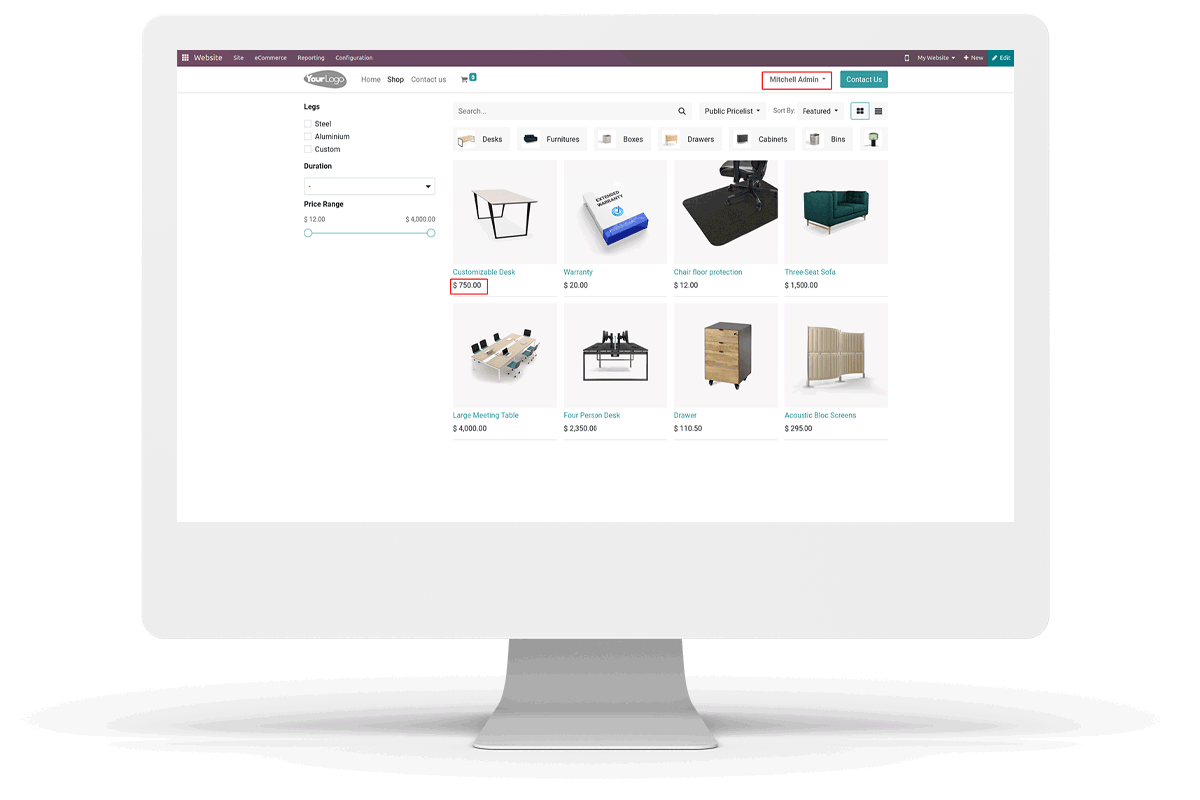 Website Site eCommerce Reporting Configuration My Website + New Edit
YourLogo Home Shop Contact us 0 Mitchell Admin Contact Us
Legs
Steel
Aluminium
Custom
Duration
-
Price Range
$ 12.00 $ 4,000.00
Search... Public Pricelist Sort By: Featured
Desks Furnitures Boxes Drawers Cabinets Bins
EXTENDED
WARRANTY
Customizable Desk Warranty Chair floor protection Three-Seat Sofa
$ 750.00 $ 20.00 $ 12.00 $ 1,500.00
Large Meeting Table Four Person Desk Drawer Acoustic Bloc Screens
$ 4,000.00 $ 2,350.00 $ 110.50 $ 295.00